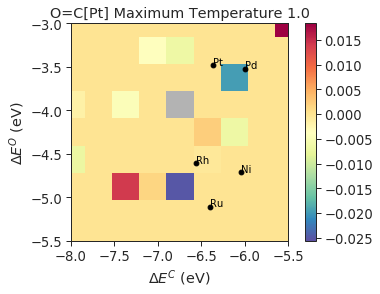 O=C[Pt] Maximum Temperature 1.0
−3.0
−3.5
−4.0
−4.5
−5.0
−5.5
ΔE^O (eV)
Pt
Pd
Rh
Ni
Ru
−8.0 −7.5 −7.0 −6.5 −6.0 −5.5
ΔE^C (eV)
0.015
0.010
0.005
0.000
−0.005
−0.010
−0.015
−0.020
−0.025